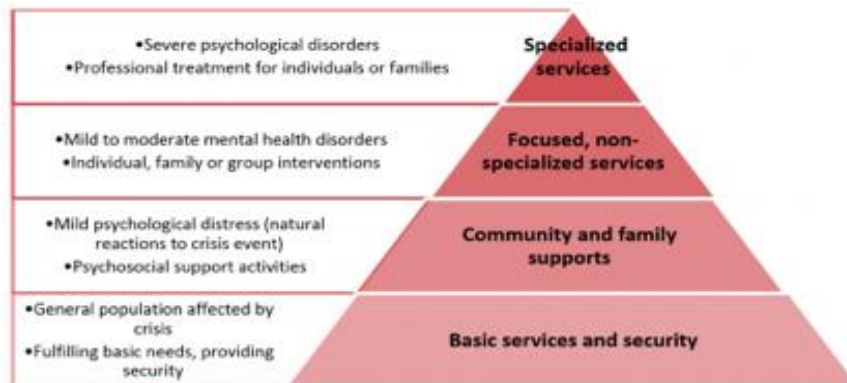 •Severe psychological disorders
•Professional treatment for individuals or families
Specialized
services
•Mild to moderate mental health disorders
•Individual, family or group interventions
Focused, non-
specialized services
•Mild psychological distress (natural
reactions to crisis event)
•Psychosocial support activities
Community and family
supports
•General population affected by
crisis
•Fulfilling basic needs, providing
security
Basic services and security